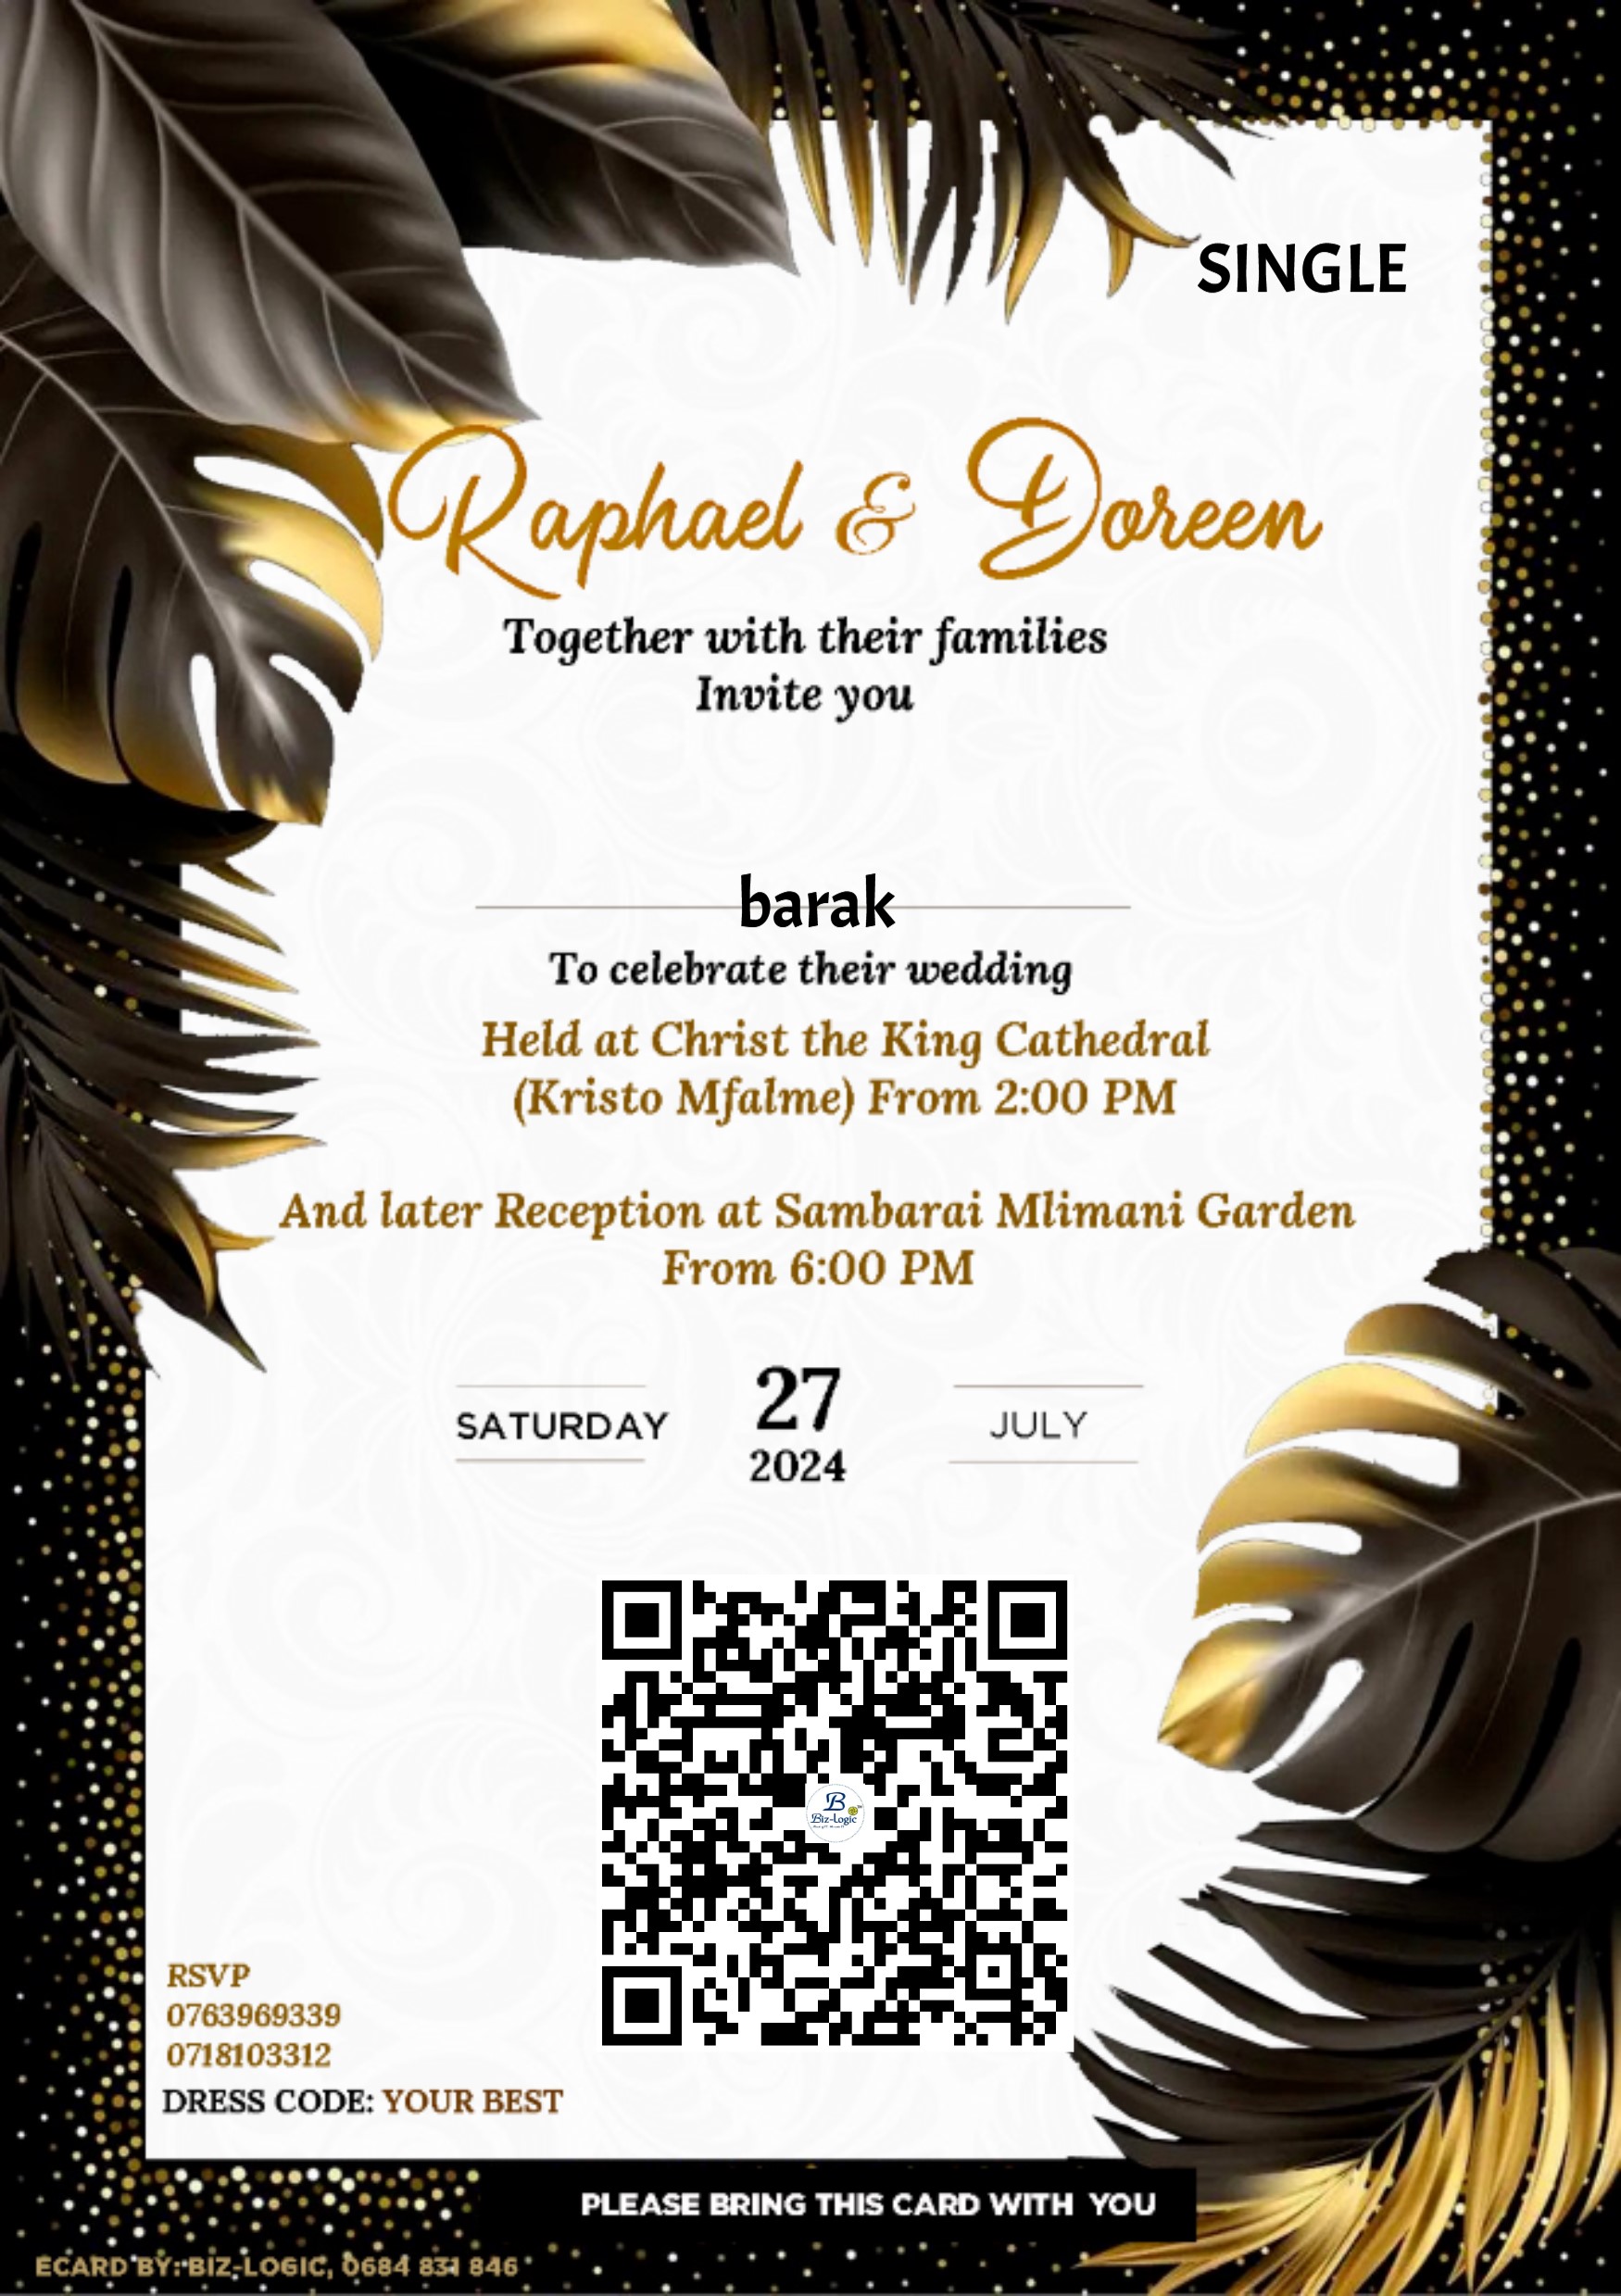 SINGLE
Raphael & Doreen
Together with their families
Invite you
barak
To celebrate their wedding
Held at Christ the King Cathedral
(Kristo Mfalme) From 2:00 PM
And later Reception at Sambarai Mlimani Garden
From 6:00 PM
SATURDAY
27
2024
JULY
B
Biz-Logic
RSVP
0763969339
0718103312
DRESS CODE: YOUR BEST
PLEASE BRING THIS CARD WITH YOU
ECARD BY: BIZ-LOGIC, 0684 831 846